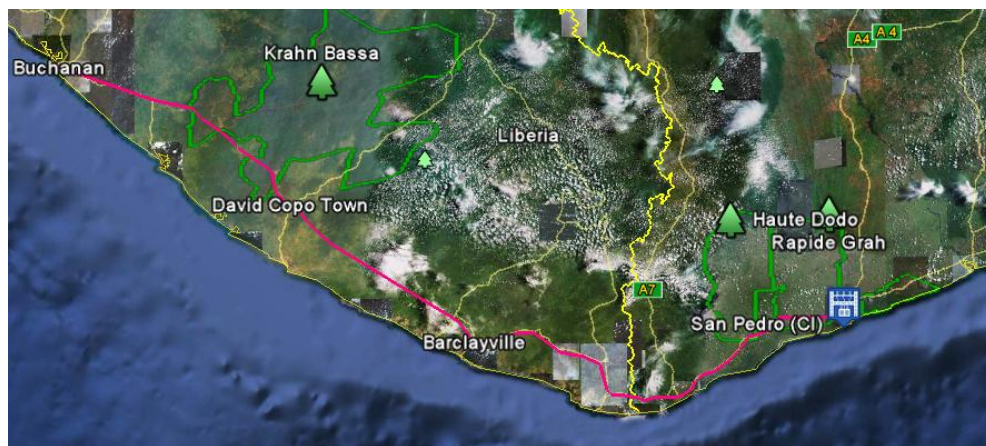 A4
A 4
Krahn Bassa
Buchanan
Liberia
David Copo Town
Haute Dodo
Rapide Grah
A7
San Pedro (CI)
Barclayville